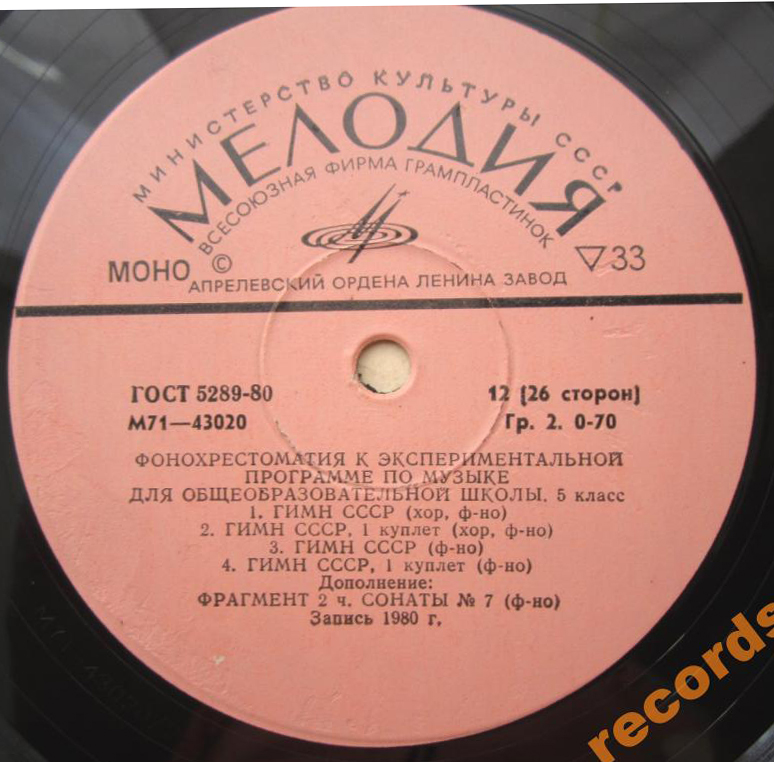 МИНИСТЕРСТВО КУЛЬТУРЫ СССР
МЕЛОДИЯ
ВСЕСОЮЗНАЯ ФИРМА ГРАМПЛАСТИНОК
МОНО © ▽33
АПРЕЛЕВСКИЙ ОРДЕНА ЛЕНИНА ЗАВОД
ГОСТ 5289-80 12 (26 сторон)
М71—43020 Гр. 2. 0-70
ФОНОХРЕСТОМАТИЯ К ЭКСПЕРИМЕНТАЛЬНОЙ
ПРОГРАММЕ ПО МУЗЫКЕ
ДЛЯ ОБЩЕОБРАЗОВАТЕЛЬНОЙ ШКОЛЫ. 5 класс
1. ГИМН СССР (хор, ф-но)
2. ГИМН СССР, 1 куплет (хор, ф-но)
3. ГИМН СССР (ф-но)
4. ГИМН СССР, 1 куплет (ф-но)
Дополнение:
ФРАГМЕНТ 2 ч. СОНАТЫ № 7 (ф-но)
Запись 1980 г.
records